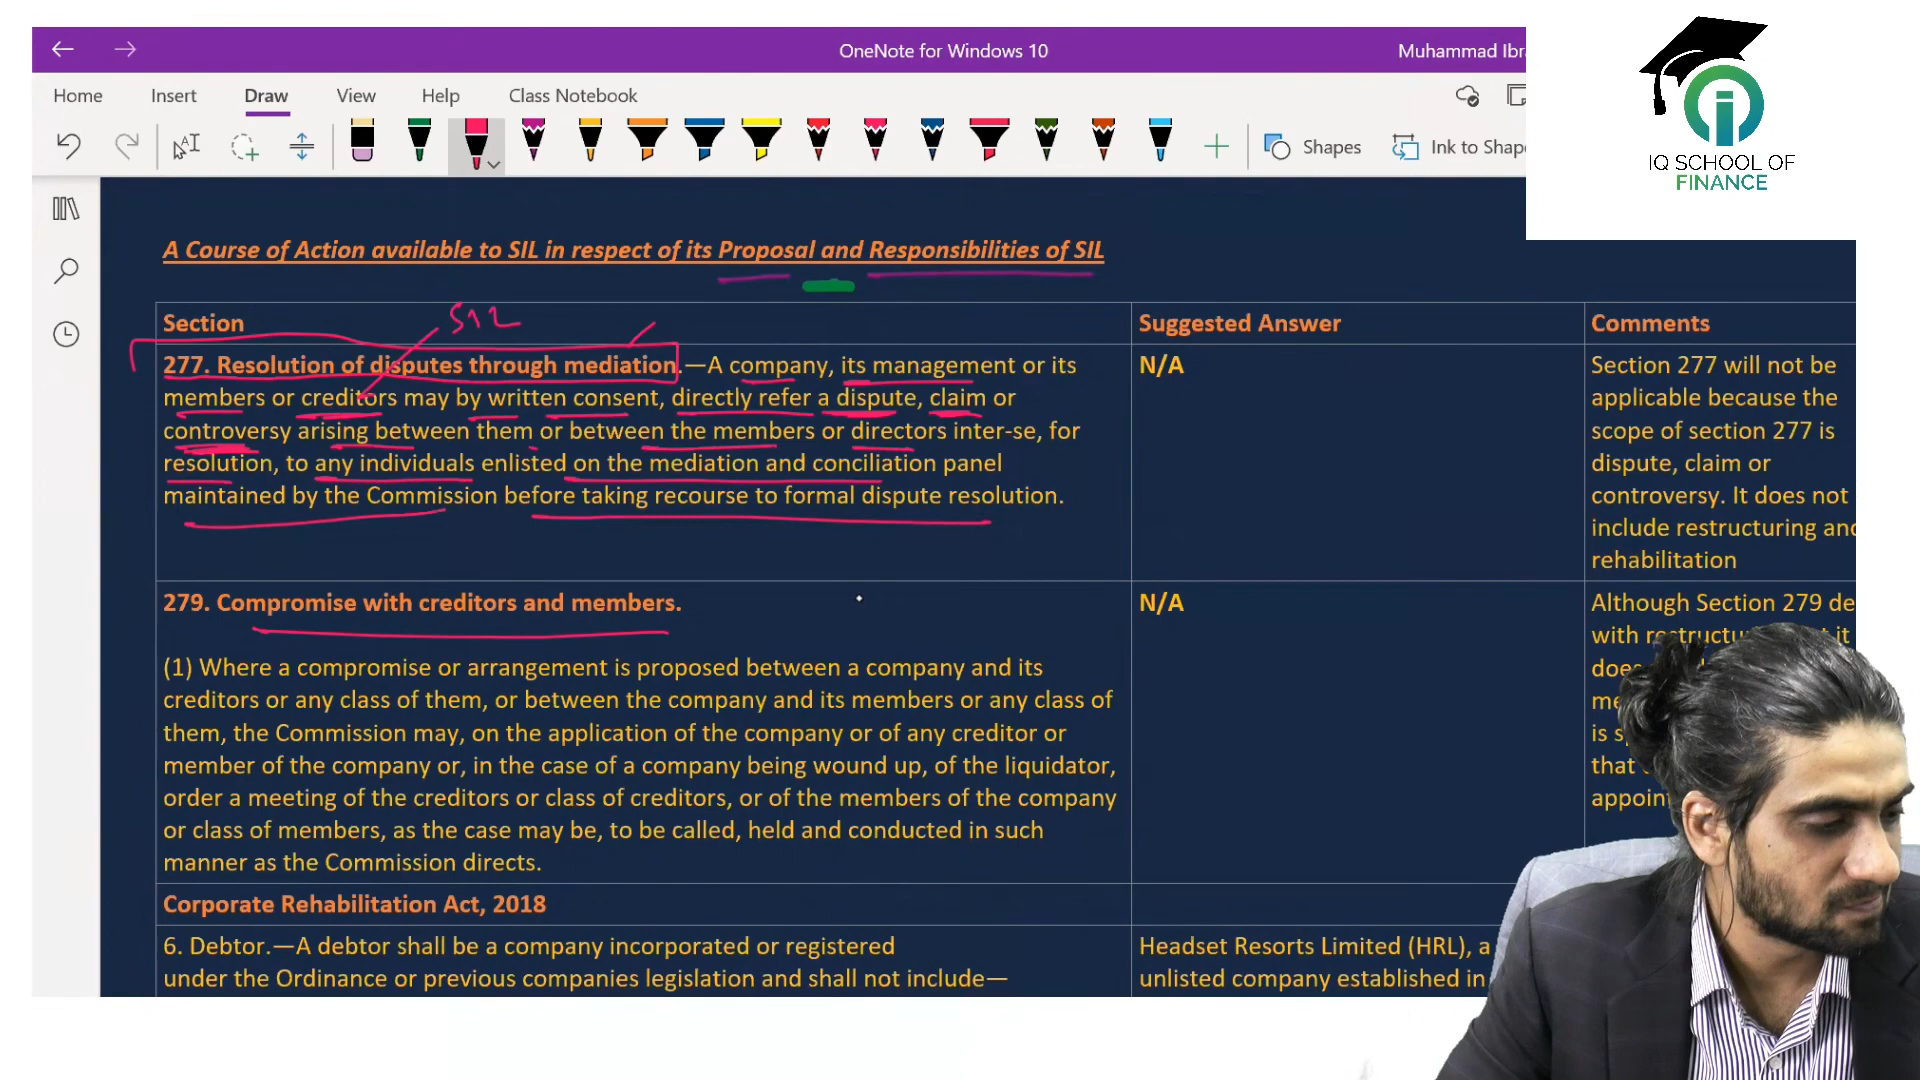 OneNote for Windows 10
Muhammad Ibr
Home Insert Draw View Help Class Notebook
Shapes
Ink to Shap
IQ SCHOOL OF
FINANCE
A Course of Action available to SIL in respect of its Proposal and Responsibilities of SIL
Section
Suggested Answer
Comments
277. Resolution of disputes through mediation.—A company, its management or its
members or creditors may by written consent, directly refer a dispute, claim or
controversy arising between them or between the members or directors inter-se, for
resolution, to any individuals enlisted on the mediation and conciliation panel
maintained by the Commission before taking recourse to formal dispute resolution.
N/A
Section 277 will not be
applicable because the
scope of section 277 is
dispute, claim or
controversy. It does not
include restructuring and
rehabilitation
279. Compromise with creditors and members.
(1) Where a compromise or arrangement is proposed between a company and its
creditors or any class of them, or between the company and its members or any class of
them, the Commission may, on the application of the company or of any creditor or
member of the company or, in the case of a company being wound up, of the liquidator,
order a meeting of the creditors or class of creditors, or of the members of the company
or class of members, as the case may be, to be called, held and conducted in such
manner as the Commission directs.
N/A
Although Section 279 de
with it
is
that
appoin
Corporate Rehabilitation Act, 2018
6. Debtor.—A debtor shall be a company incorporated or registered
under the Ordinance or previous companies legislation and shall not include—
Headset Resorts Limited (HRL), a
unlisted company established in